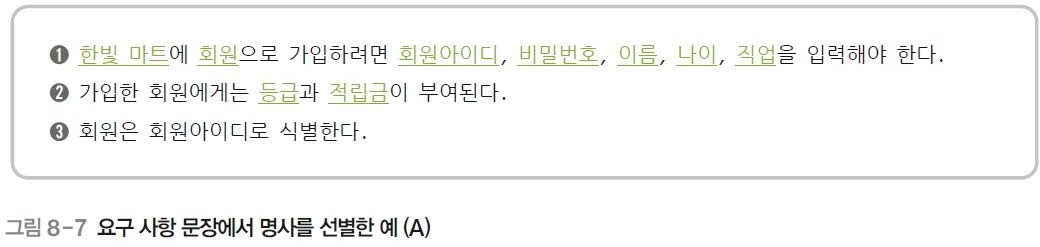 ❶ 한빛 마트에 회원으로 가입하려면 회원아이디, 비밀번호, 이름, 나이, 직업을 입력해야 한다.
❷ 가입한 회원에게는 등급과 적립금이 부여된다.
❸ 회원은 회원아이디로 식별한다.
그림 8-7 요구 사항 문장에서 명사를 선별한 예 (A)